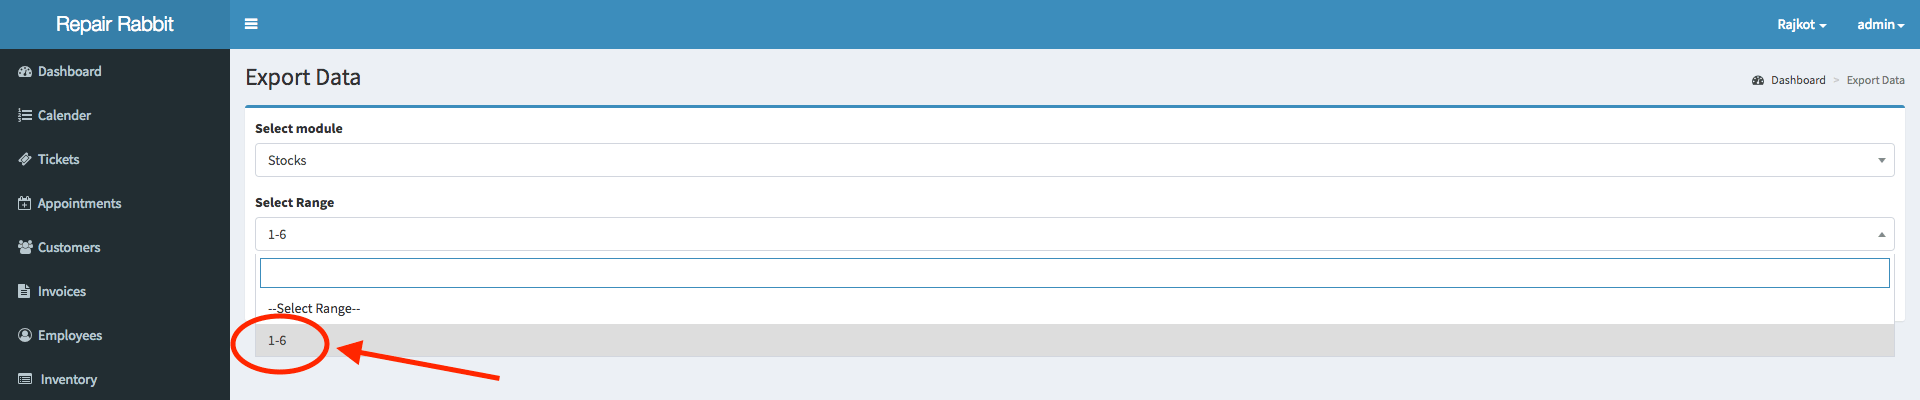 Repair Rabbit
Rajkot
admin
Dashboard
Calender
Tickets
Appointments
Customers
Invoices
Employees
Inventory
Export Data
Dashboard > Export Data
Select module
Stocks
Select Range
1-6
--Select Range--
1-6